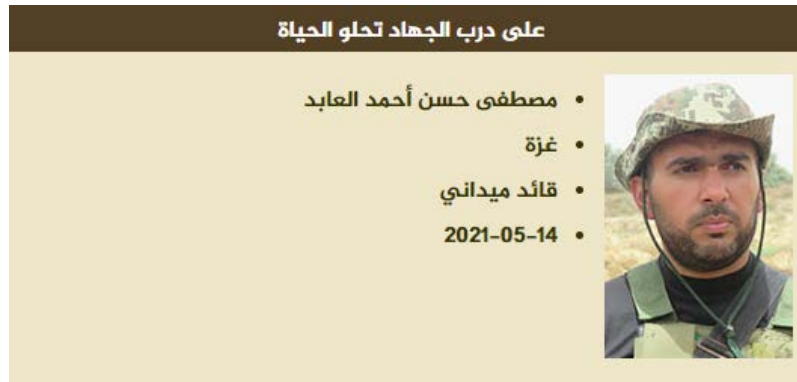 على درب الجهاد تحلو الحياة
مصطفى حسن أحمد العابد
غزة
قائد ميداني
2021-05-14